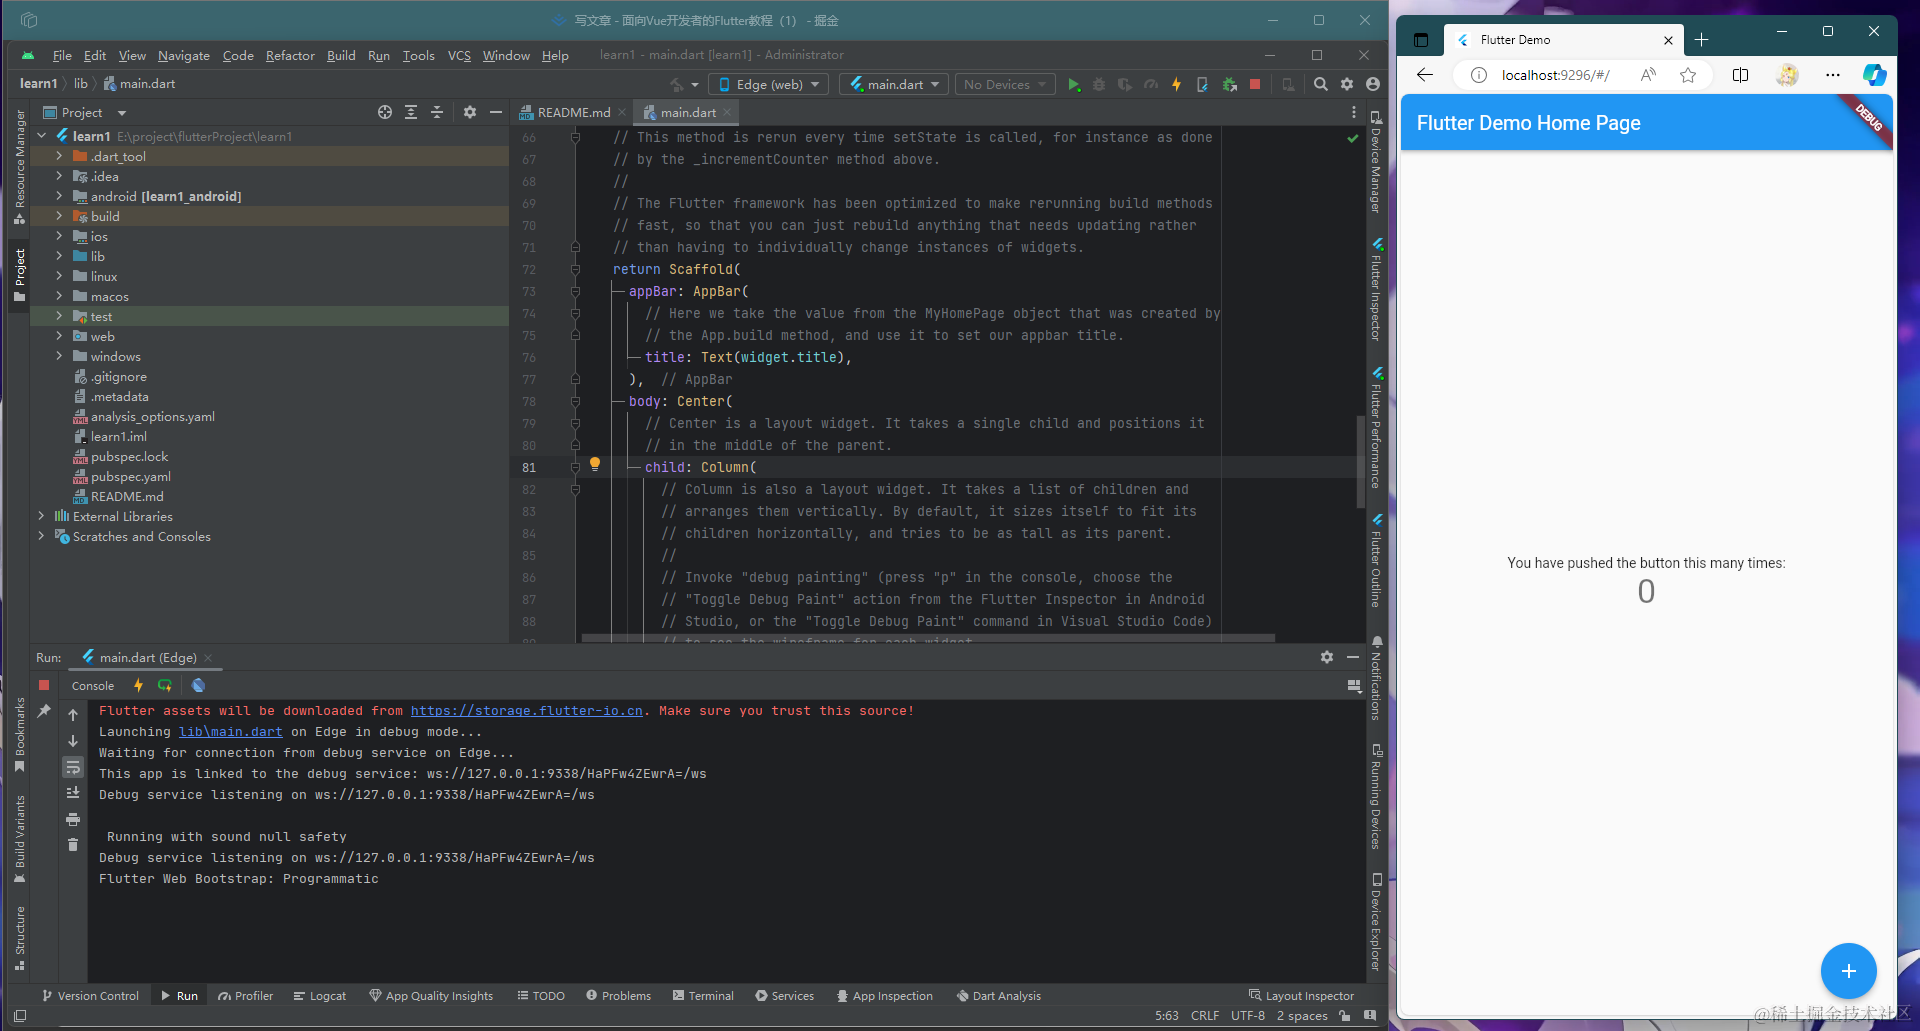 写文章 - 面向Vue开发者的Flutter教程（1） - 掘金
File Edit View Navigate Code Refactor Build Run Tools VCS Window Help learn1 - main.dart [learn1] - Administrator
learn1 lib main.dart
Edge (web) main.dart No Devices
Project
README.md main.dart
learn1 E:\project\flutterProject\learn1
.dart_tool
.idea
android [learn1_android]
build
ios
lib
linux
macos
test
web
windows
.gitignore
.metadata
analysis_options.yaml
learn1.iml
pubspec.lock
pubspec.yaml
README.md
External Libraries
Scratches and Consoles
Resource Manager
Project
Bookmarks
Build Variants
Structure
66 // This method is rerun every time setState is called, for instance as done
67 // by the _incrementCounter method above.
68 //
69 // The Flutter framework has been optimized to make rerunning build methods
70 // fast, so that you can just rebuild anything that needs updating rather
71 // than having to individually change instances of widgets.
72 return Scaffold(
73 appBar: AppBar(
74 // Here we take the value from the MyHomePage object that was created by
75 // the App.build method, and use it to set our appbar title.
76 title: Text(widget.title),
77 ), // AppBar
78 body: Center(
79 // Center is a layout widget. It takes a single child and positions it
80 // in the middle of the parent.
81 child: Column(
82 // Column is also a layout widget. It takes a list of children and
83 // arranges them vertically. By default, it sizes itself to fit its
84 // children horizontally, and tries to be as tall as its parent.
85 //
86 // Invoke "debug painting" (press "p" in the console, choose the
87 // "Toggle Debug Paint" action from the Flutter Inspector in Android
88 // Studio, or the "Toggle Debug Paint" command in Visual Studio Code)
89 // to see the wireframe for each widget.
Device Manager
Flutter Inspector
Flutter Performance
Flutter Outline
Notifications
Running Devices
Device Explorer
Run: main.dart (Edge)
Console
Flutter assets will be downloaded from https://storage.flutter-io.cn. Make sure you trust this source!
Launching lib\main.dart on Edge in debug mode...
Waiting for connection from debug service on Edge...
This app is linked to the debug service: ws://127.0.0.1:9338/HaPFw4ZEwrA=/ws
Debug service listening on ws://127.0.0.1:9338/HaPFw4ZEwrA=/ws
Running with sound null safety
Debug service listening on ws://127.0.0.1:9338/HaPFw4ZEwrA=/ws
Flutter Web Bootstrap: Programmatic
Version Control Run Profiler Logcat App Quality Insights TODO Problems Terminal Services App Inspection Dart Analysis Layout Inspector
5:63 CRLF UTF-8 2 spaces
Flutter Demo
localhost:9296/#/
Flutter Demo Home Page
DEBUG
You have pushed the button this many times:
0
@稀土掘金技术社区